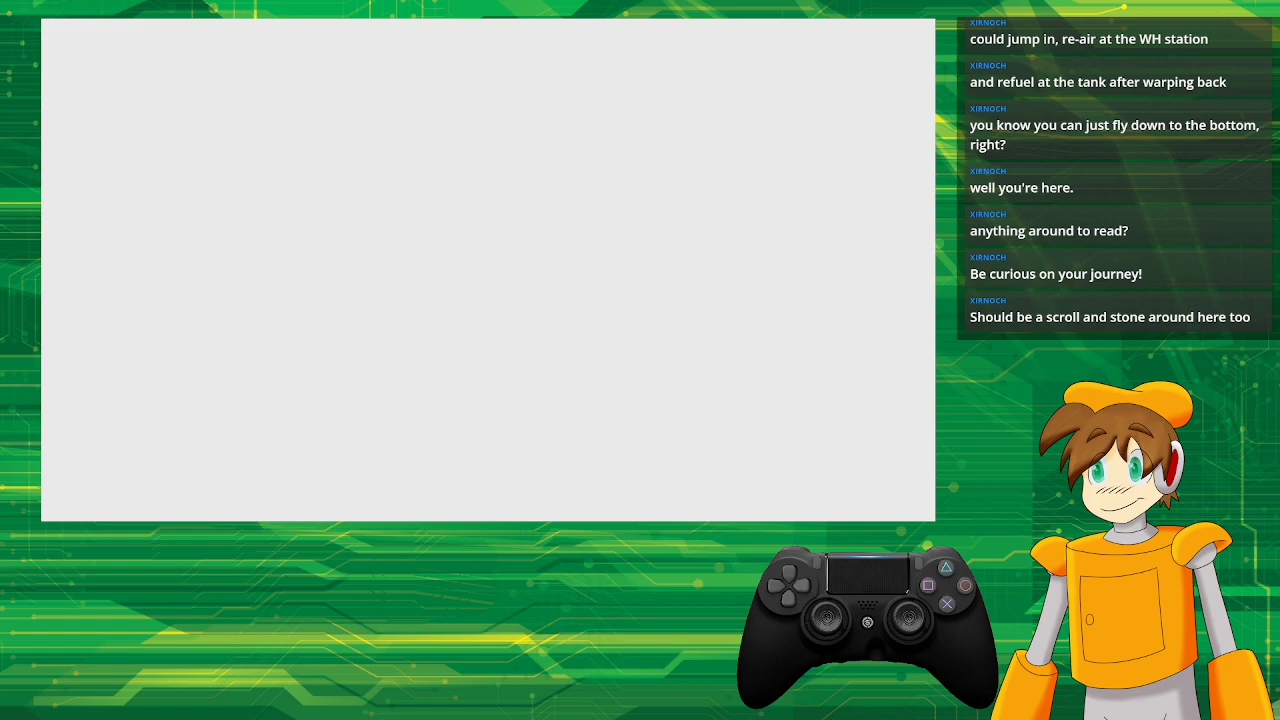 XIRNOCH
could jump in, re-air at the WH station
XIRNOCH
and refuel at the tank after warping back
XIRNOCH
you know you can just fly down to the bottom,
right?
XIRNOCH
well you're here.
XIRNOCH
anything around to read?
XIRNOCH
Be curious on your journey!
XIRNOCH
Should be a scroll and stone around here too